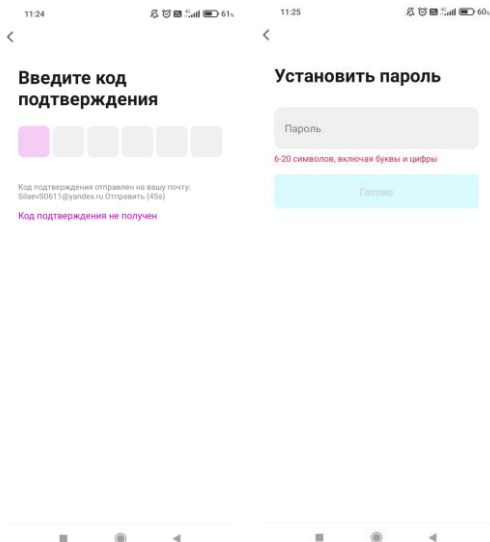 11:24
61%
Введите код
подтверждения
Код подтверждения отправлен на вашу почту:
SilaevS0611@yandex.ru Отправить (45s)
Код подтверждения не получен
11:25
60%
Установить пароль
Пароль
6-20 символов, включая буквы и цифры
Готово